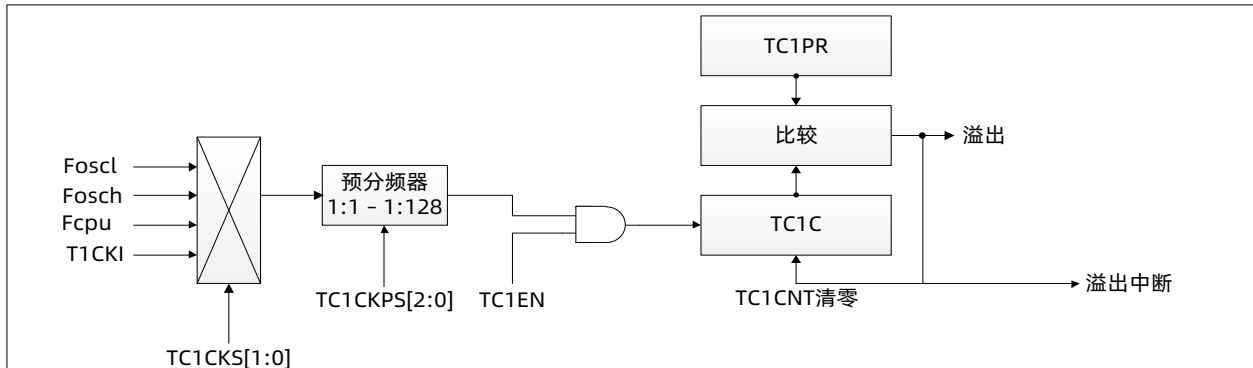 TC1PR
比较
溢出
Foscl
Fosch
Fcpu
T1CKI
预分频器
1:1 - 1:128
TC1C
TC1CKPS[2:0]
TC1EN
TC1CNT清零
溢出中断
TC1CKS[1:0]